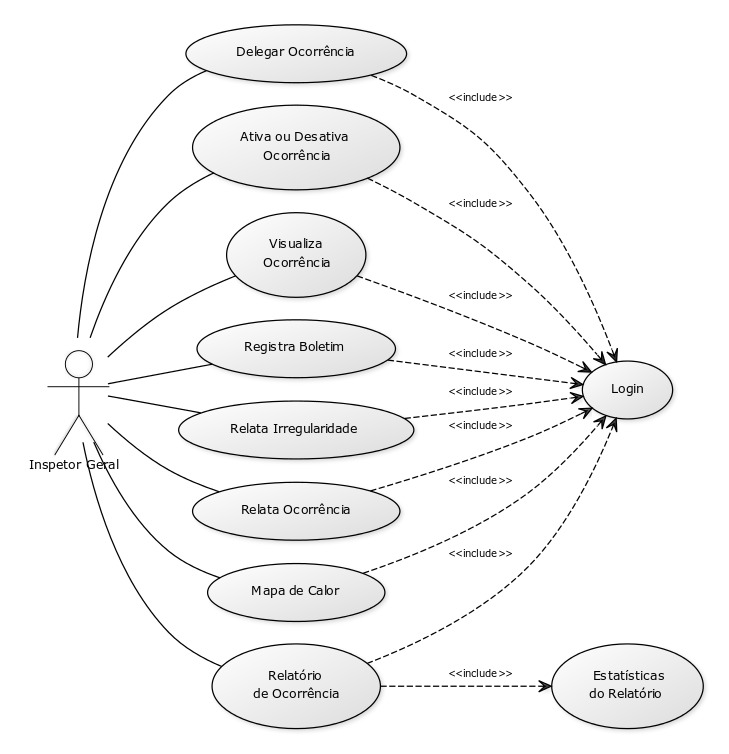 Delegar Ocorrência
<<include>>
Ativa ou Desativa
Ocorrência
<<include>>
Visualiza
Ocorrência
<<include>>
Registra Boletim
<<include>>
Login
<<include>>
Relata Irregularidade
<<include>>
Inspetor Geral
<<include>>
Relata Ocorrência
<<include>>
Mapa de Calor
Relatório
de Ocorrência
<<include>>
Estatísticas
do Relatório